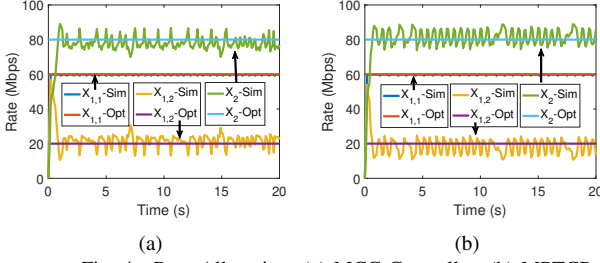 100
80
60
40
20
0
Rate (Mbps)
X1,1-Sim X1,2-Sim X2-Sim
X1,1-Opt X1,2-Opt X2-Opt
0 5 10 15 20
Time (s)
(a)
100
80
60
40
20
0
Rate (Mbps)
X1,1-Sim X1,2-Sim X2-Sim
X1,1-Opt X1,2-Opt X2-Opt
0 5 10 15 20
Time (s)
(b)